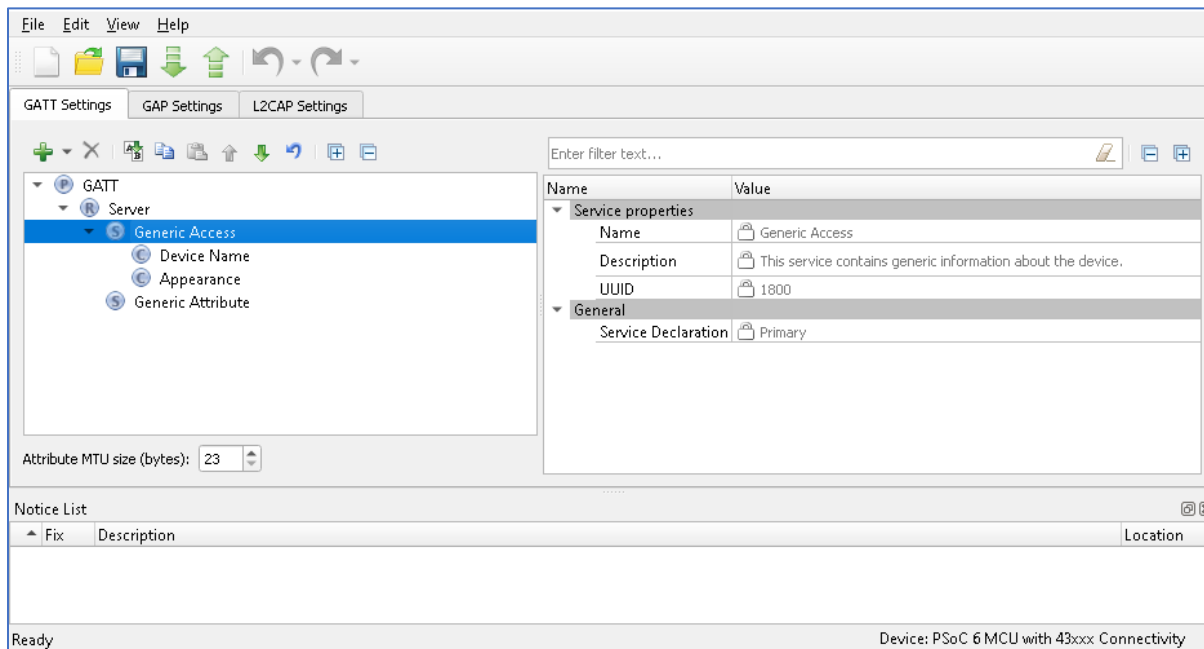 File Edit View Help
GATT Settings GAP Settings L2CAP Settings
Enter filter text...
P GATT
R Server
S Generic Access
C Device Name
C Appearance
S Generic Attribute
Attribute MTU size (bytes): 23
Name Value
Service properties
Name Generic Access
Description This service contains generic information about the device.
UUID 1800
General
Service Declaration Primary
Notice List
Fix Description Location
Ready Device: PSoC 6 MCU with 43xxx Connectivity